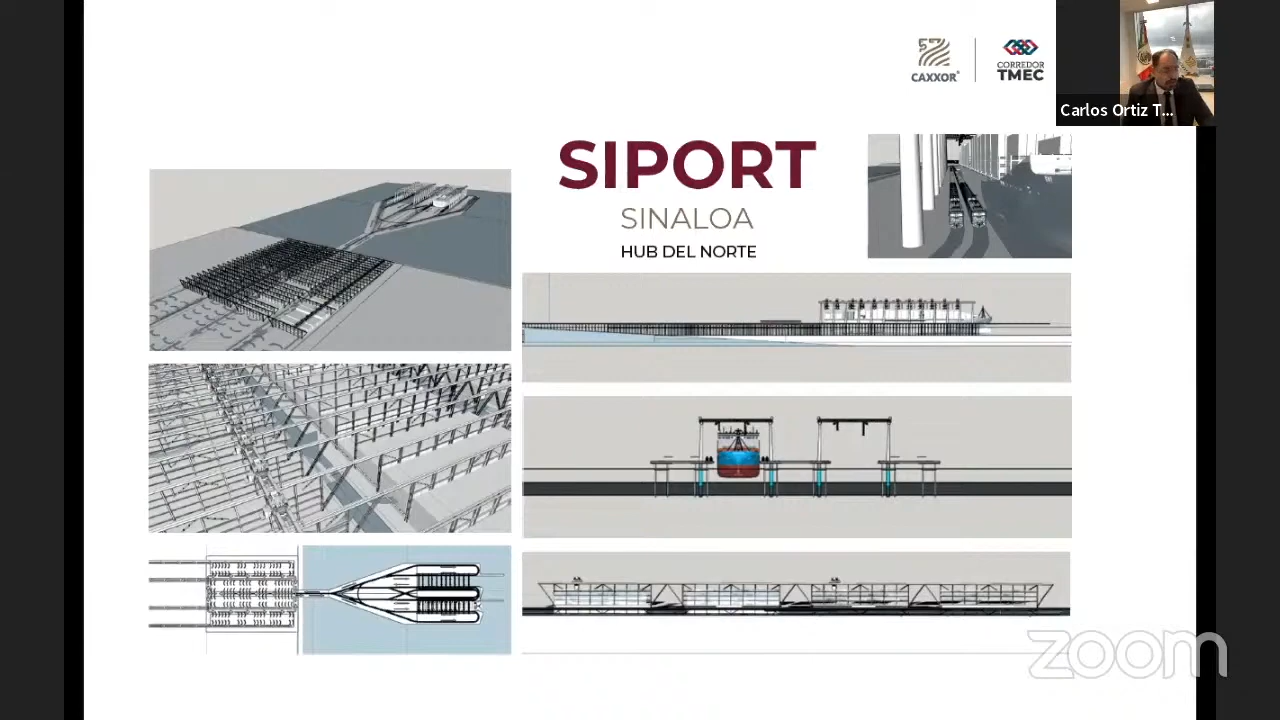 CAXXOR®
CORREDOR
TMEC
Carlos Ortiz T...
SIPORT
SINALOA
HUB DEL NORTE
zoom